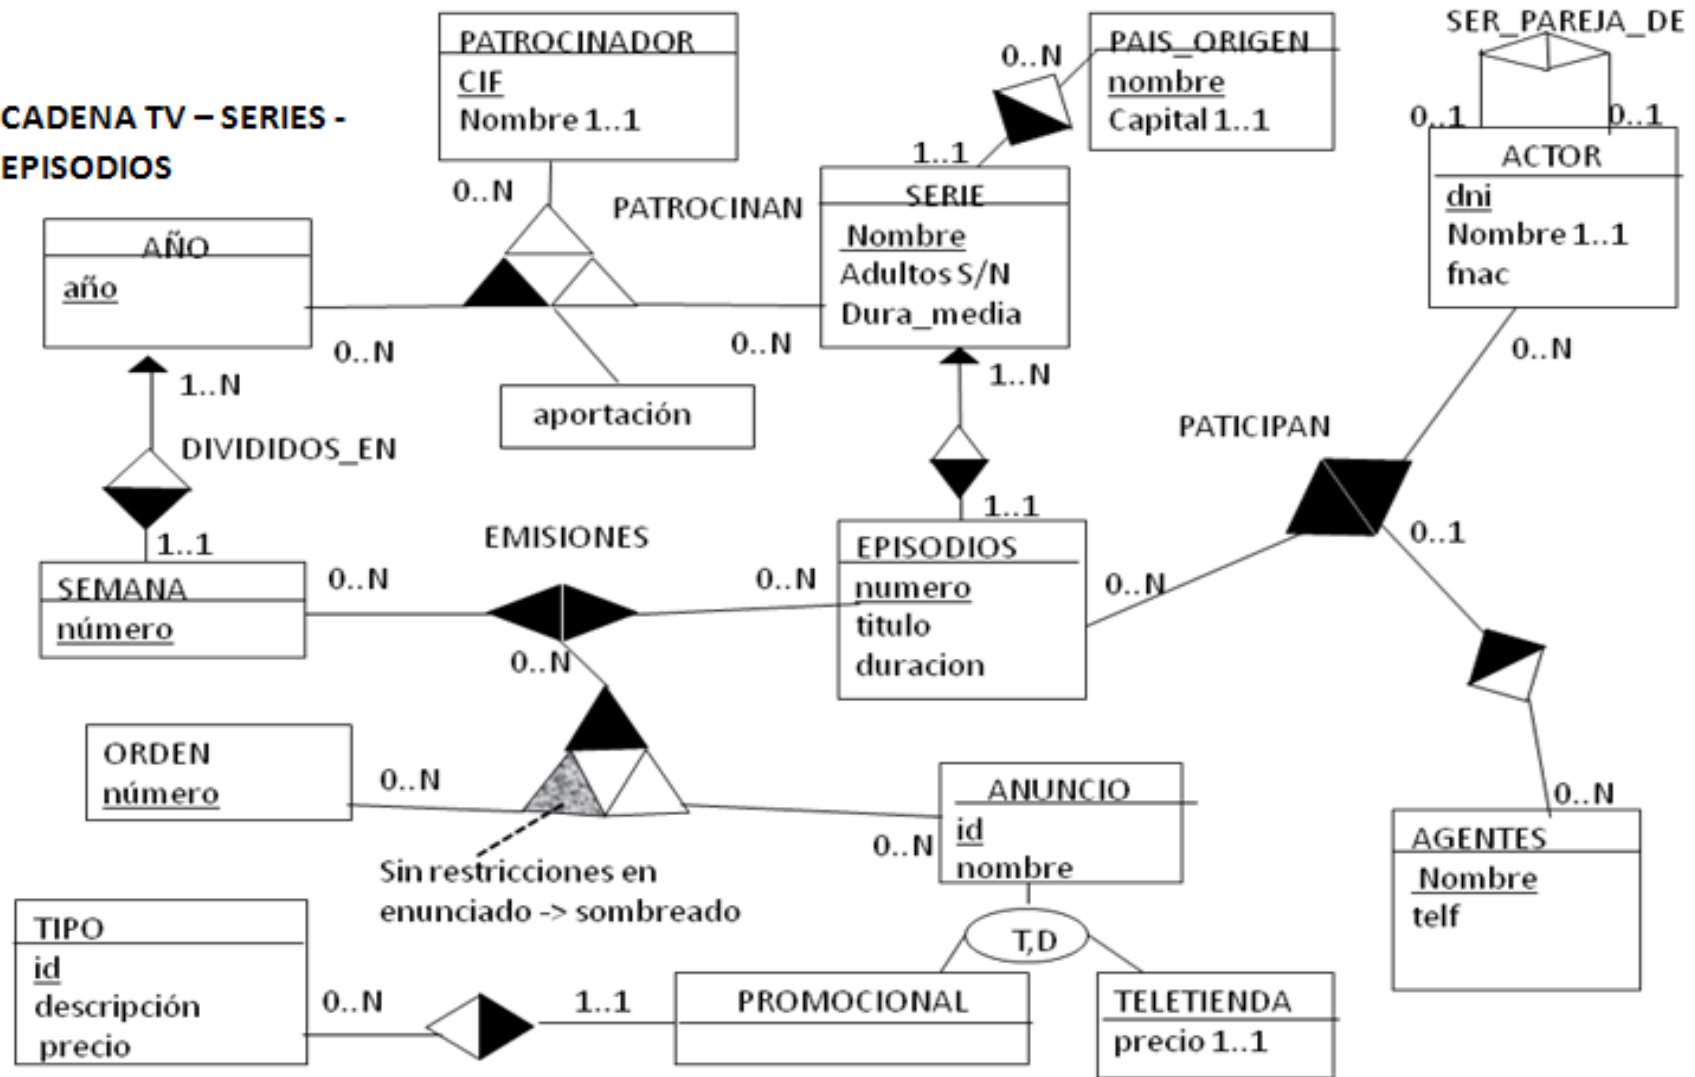 CADENA TV – SERIES -
EPISODIOS
PATROCINADOR
CIF
Nombre 1..1
0..N
PATROCINAN
0..N
PAIS_ORIGEN
nombre
Capital 1..1
1..1
SER_PAREJA_DE
0..1
0..1
ACTOR
dni
Nombre 1..1
fnac
0..N
AÑO
año
0..N
0..N
aportación
SERIE
Nombre
Adultos S/N
Dura_media
1..N
1..N
DIVIDIDOS_EN
1..1
1..1
PATICIPAN
0..1
0..N
SEMANA
número
0..N
EMISIONES
0..N
0..N
EPISODIOS
numero
titulo
duracion
ORDEN
número
0..N
Sin restricciones en
enunciado -> sombreado
0..N
ANUNCIO
id
nombre
T,D
0..N
AGENTES
Nombre
telf
TIPO
id
descripción
precio
0..N
1..1
PROMOCIONAL
TELETIENDA
precio 1..1